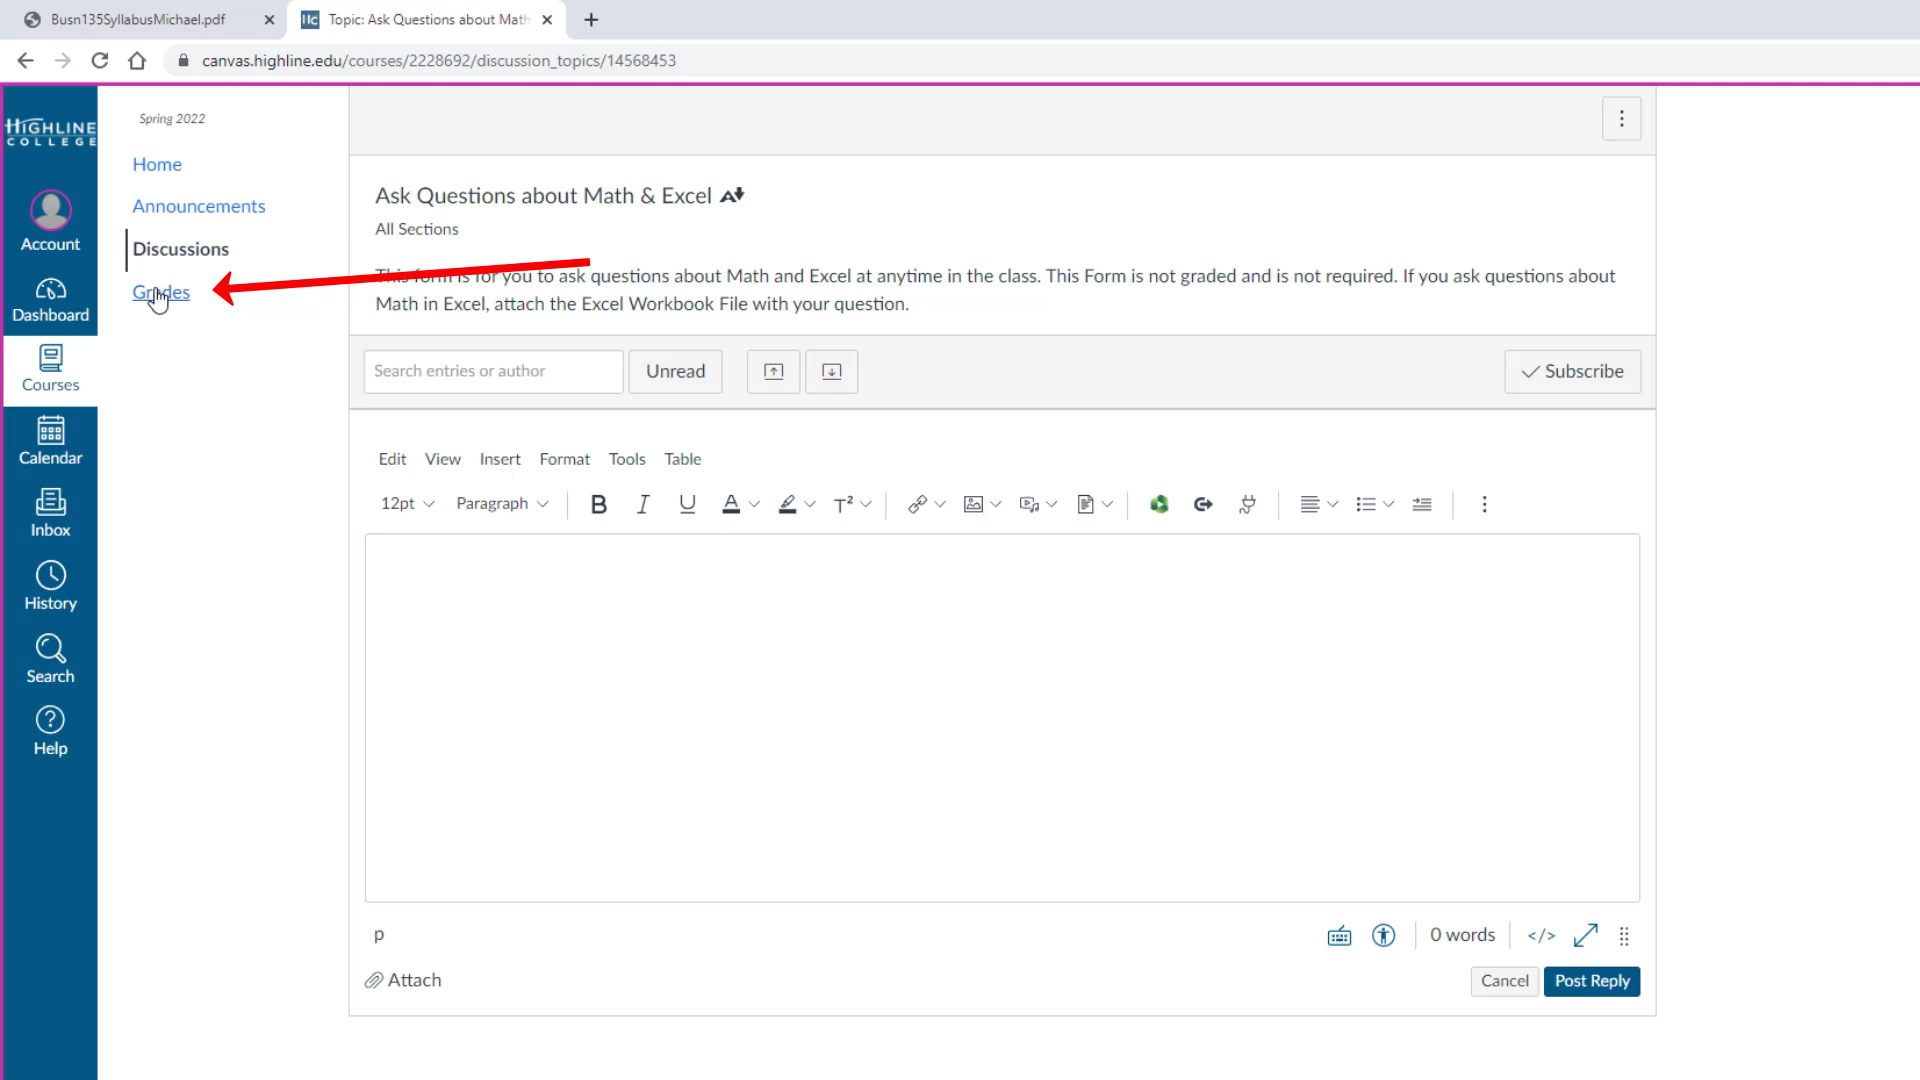 Busn135SyllabusMichael.pdf
Topic: Ask Questions about Math
canvas.highline.edu/courses/2228692/discussion_topics/14568453
HIGHLINE
COLLEGE
Account
Dashboard
Courses
Calendar
Inbox
History
Search
Help
Spring 2022
Home
Announcements
Discussions
Grades
Ask Questions about Math & Excel
All Sections
This form is for you to ask questions about Math and Excel at anytime in the class. This Form is not graded and is not required. If you ask questions about
Math in Excel, attach the Excel Workbook File with your question.
Search entries or author
Unread
Subscribe
Edit View Insert Format Tools Table
12pt Paragraph B I U A T²
p
0 words </>
Attach
Cancel Post Reply